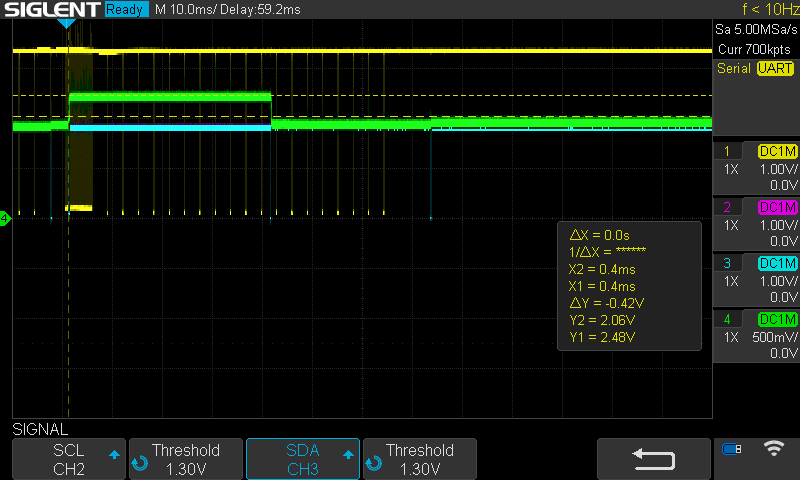 SIGLENT Ready M 10.0ms/ Delay:59.2ms f < 10Hz
Sa 5.00MSa/s
Curr 700kpts
Serial UART
1 DC1M
1X 1.00V/
0.0V
2 DC1M
1X 1.00V/
0.0V
3 DC1M
1X 1.00V/
0.0V
4 DC1M
1X 500mV/
0.0V
4
ΔX = 0.0s
1/ΔX = ******
X2 = 0.4ms
X1 = 0.4ms
ΔY = -0.42V
Y2 = 2.06V
Y1 = 2.48V
SIGNAL
SCL
CH2
Threshold
1.30V
SDA
CH3
Threshold
1.30V